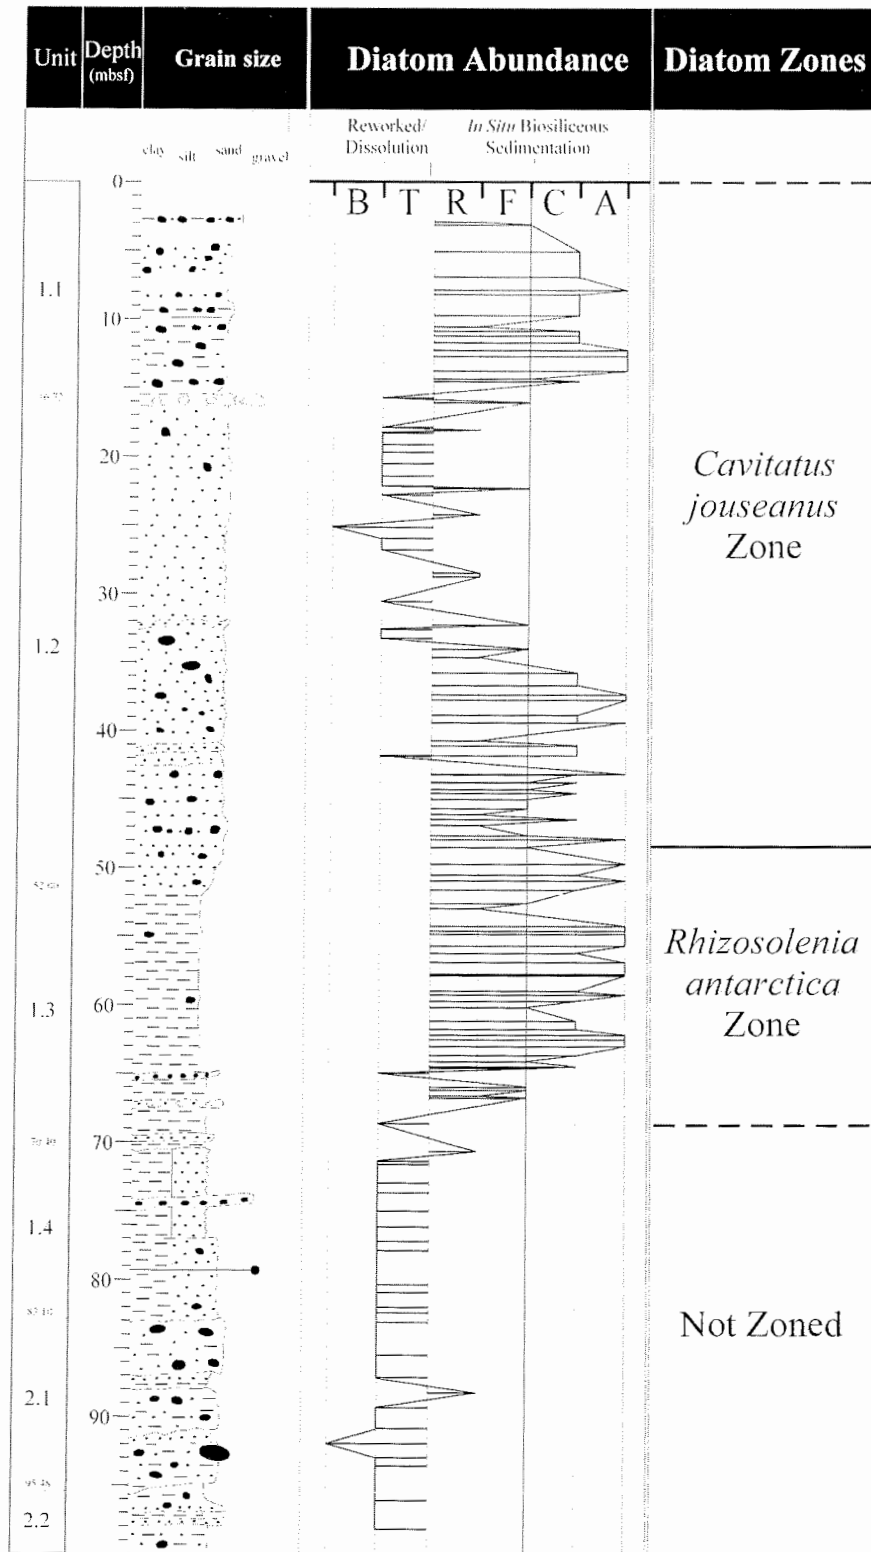 Unit
Depth
(mbsf)
Grain size
Diatom Abundance
Diatom Zones
Reworked/
Dissolution
In Situ Biosiliceous
Sedimentation
clay silt sand gravel
B T R F C A
0
10
20
30
40
50
60
70
80
90
1.1
1.2
1.3
1.4
2.1
95.48
2.2
Cavitatus
jouseanus
Zone
Rhizosolenia
antarctica
Zone
Not Zoned